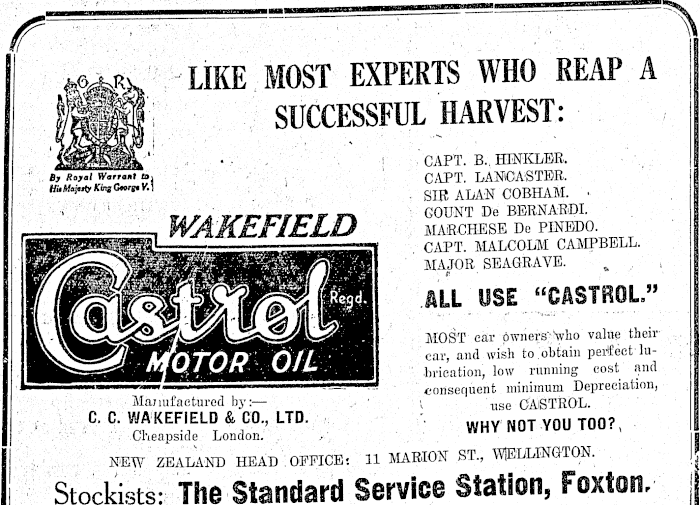 LIKE MOST EXPERTS WHO REAP A
SUCCESSFUL HARVEST:
G R
By Royal Warrant to
His Majesty King George V.
CAPT. B. HINKLER.
CAPT. LANCASTER.
SIR ALAN COBHAM.
COUNT De BERNARDI.
MARCHESE De PINEDO.
CAPT. MALCOLM CAMPBELL.
MAJOR SEAGRAVE.
ALL USE "CASTROL."
WAKEFIELD
Castrol Regd.
MOTOR OIL
Manufactured by:—
C. C. WAKEFIELD & CO., LTD.
Cheapside London.
MOST car owners who value their
car, and wish to obtain perfect lu-
brication, low running cost and
consequent minimum Depreciation,
use CASTROL.
WHY NOT YOU TOO?
NEW ZEALAND HEAD OFFICE: 11 MARION ST., WELLINGTON.
Stockists: The Standard Service Station, Foxton.